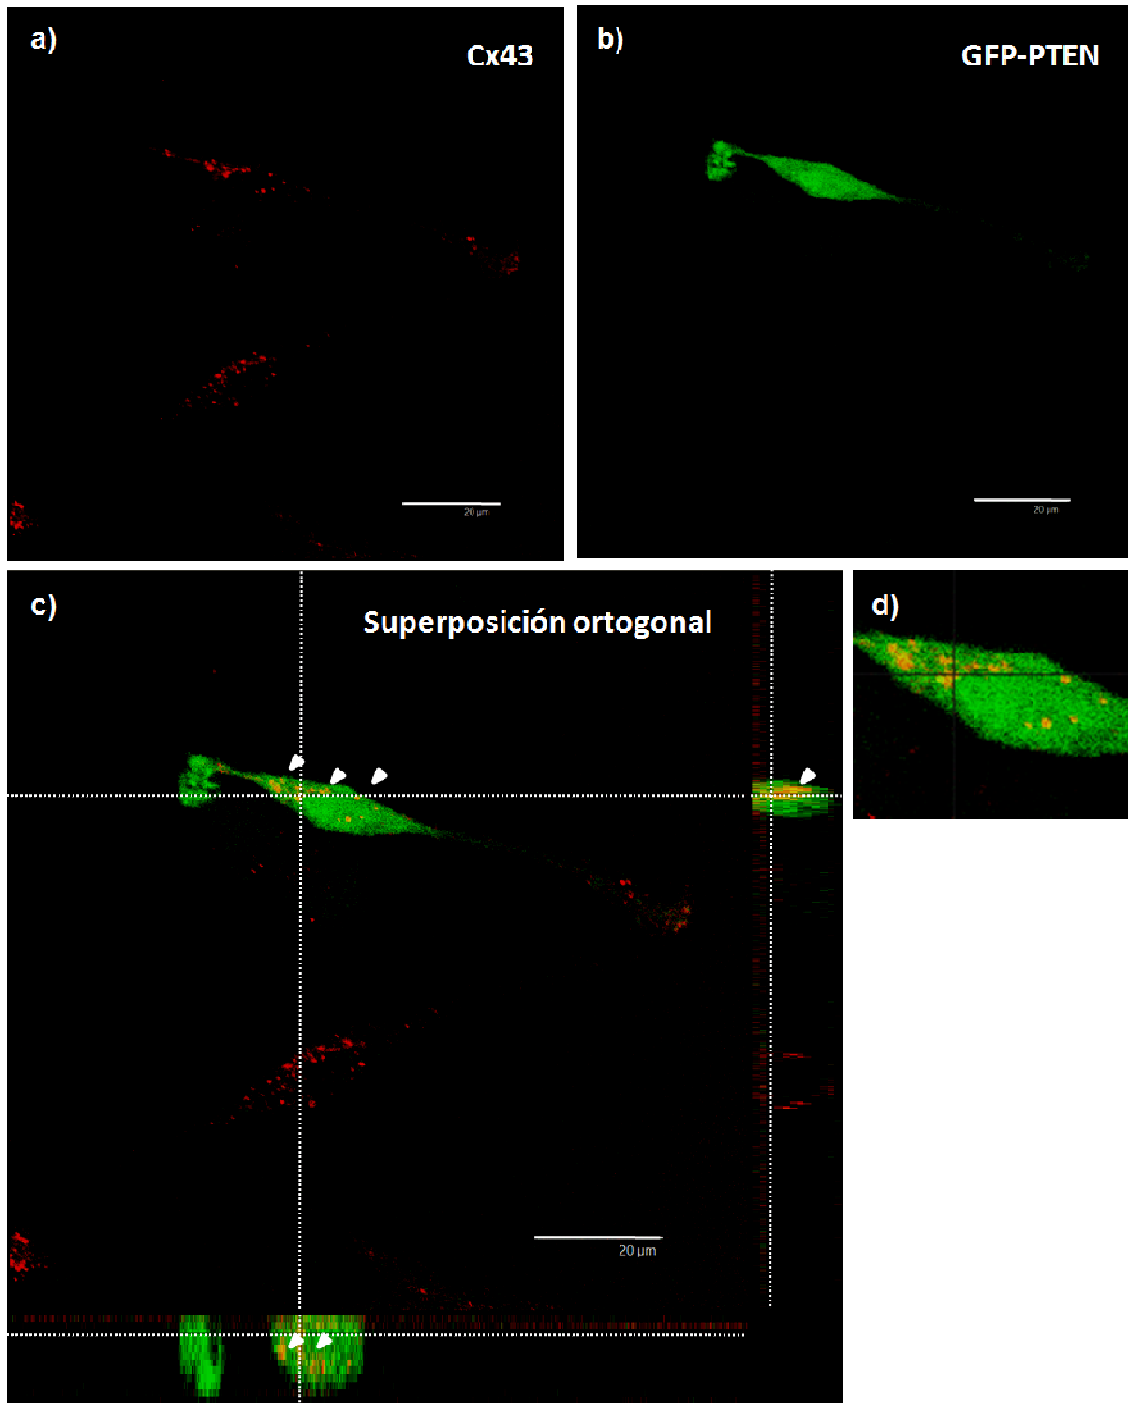 a)
Cx43
20 µm
b)
GFP-PTEN
20 µm
c)
Superposición ortogonal
20 µm
d)